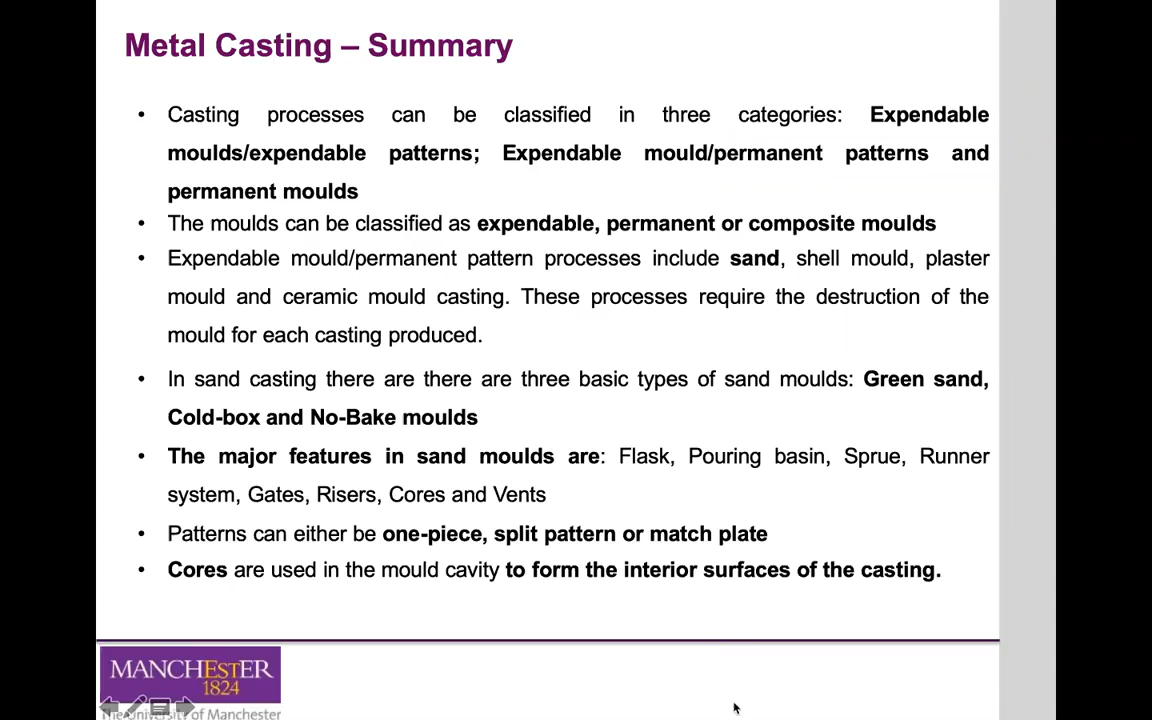 Metal Casting – Summary
• Casting processes can be classified in three categories: Expendable
moulds/expendable patterns; Expendable mould/permanent patterns and
permanent moulds
• The moulds can be classified as expendable, permanent or composite moulds
• Expendable mould/permanent pattern processes include sand, shell mould, plaster
mould and ceramic mould casting. These processes require the destruction of the
mould for each casting produced.
• In sand casting there are there are three basic types of sand moulds: Green sand,
Cold-box and No-Bake moulds
• The major features in sand moulds are: Flask, Pouring basin, Sprue, Runner
system, Gates, Risers, Cores and Vents
• Patterns can either be one-piece, split pattern or match plate
• Cores are used in the mould cavity to form the interior surfaces of the casting.
MANCHESTER
1824
The University of Manchester